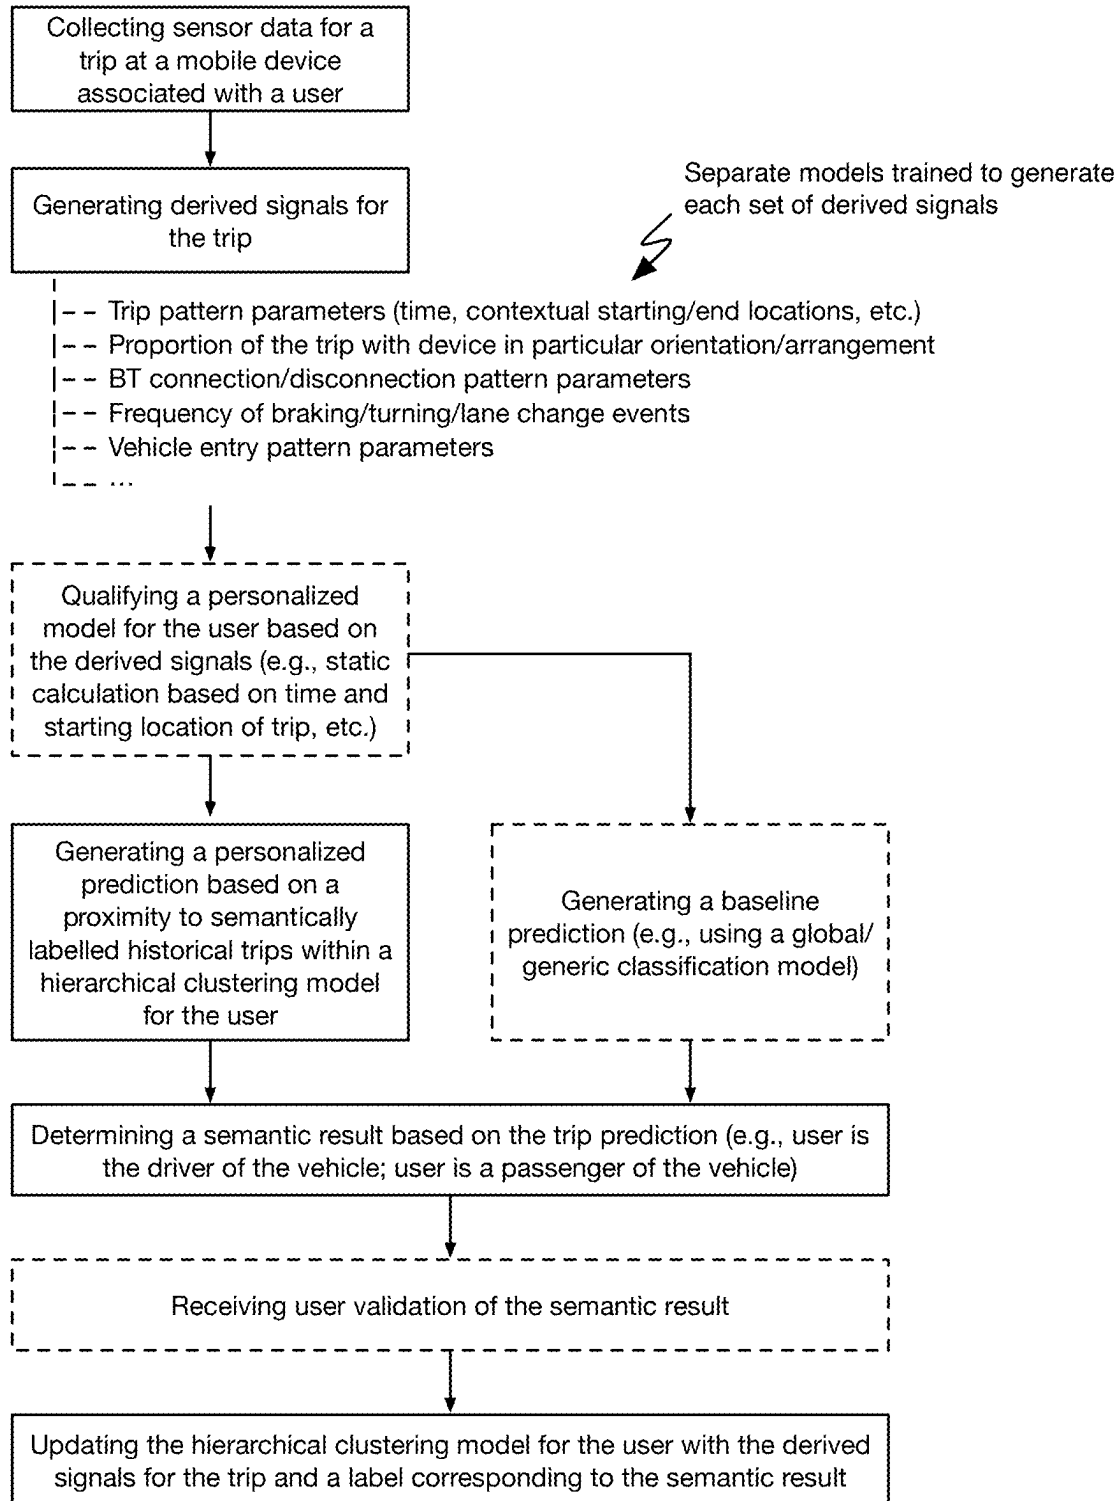 Collecting sensor data for a
trip at a mobile device
associated with a user
Generating derived signals for
the trip
Separate models trained to generate
each set of derived signals
Trip pattern parameters (time, contextual starting/end locations, etc.)
Proportion of the trip with device in particular orientation/arrangement
BT connection/disconnection pattern parameters
Frequency of braking/turning/lane change events
Vehicle entry pattern parameters
...
Qualifying a personalized
model for the user based on
the derived signals (e.g., static
calculation based on time and
starting location of trip, etc.)
Generating a personalized
prediction based on a
proximity to semantically
labelled historical trips within a
hierarchical clustering model
for the user
Generating a baseline
prediction (e.g., using a global/
generic classification model)
Determining a semantic result based on the trip prediction (e.g., user is
the driver of the vehicle; user is a passenger of the vehicle)
Receiving user validation of the semantic result
Updating the hierarchical clustering model for the user with the derived
signals for the trip and a label corresponding to the semantic result